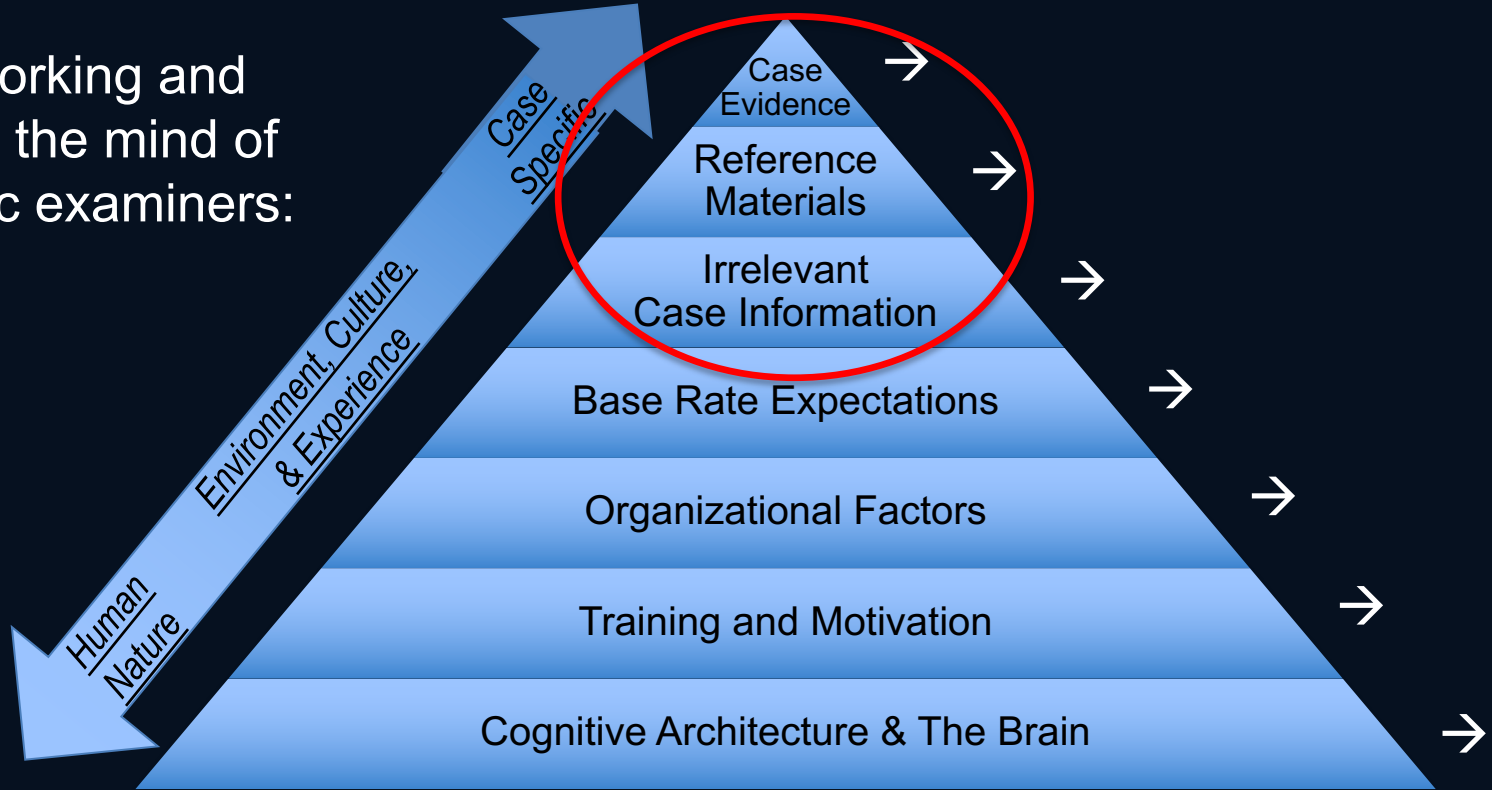 orking and
the mind of
c examiners:
Case
Specific
Environment, Culture,
& Experience
Human
Nature
Case
Evidence
→
Reference
Materials
→
Irrelevant
Case Information
→
Base Rate Expectations
→
Organizational Factors
→
Training and Motivation
→
Cognitive Architecture & The Brain
→